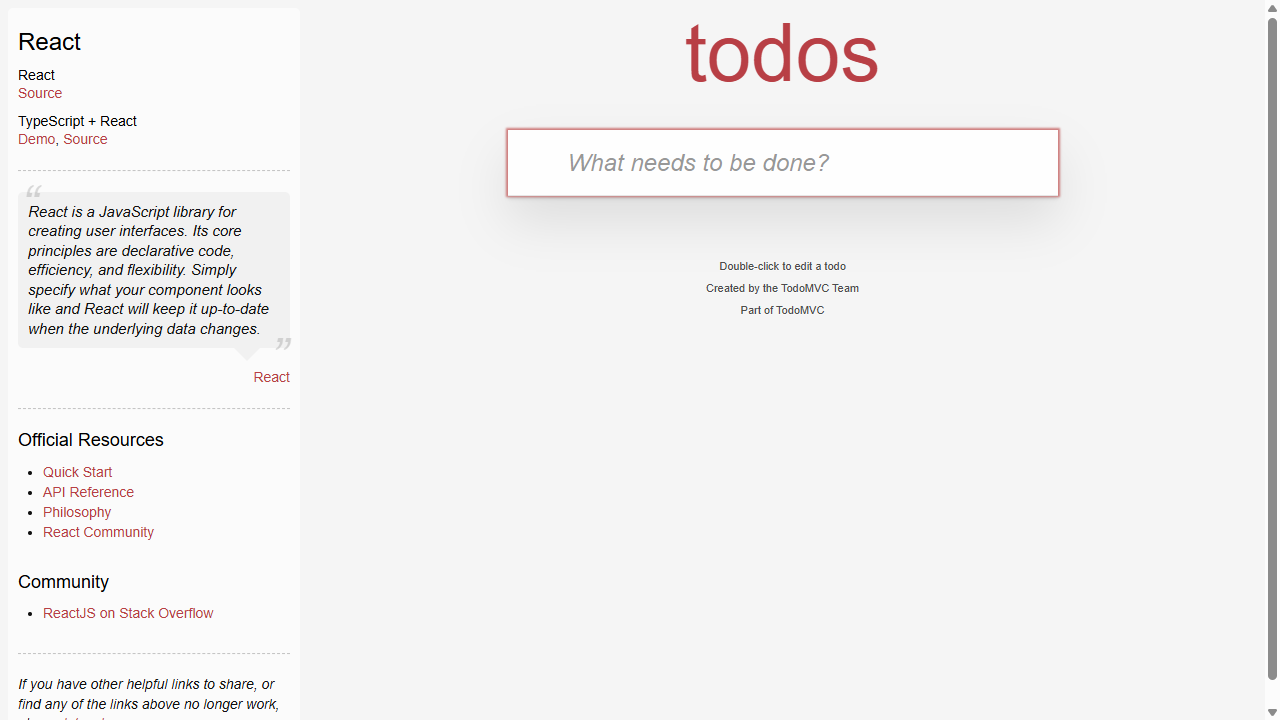 React
React
Source
TypeScript + React
Demo, Source
“
React is a JavaScript library for
creating user interfaces. Its core
principles are declarative code,
efficiency, and flexibility. Simply
specify what your component looks
like and React will keep it up-to-date
when the underlying data changes.
”
React
Official Resources
Quick Start
API Reference
Philosophy
React Community
Community
ReactJS on Stack Overflow
If you have other helpful links to share, or
find any of the links above no longer work,
todos
What needs to be done?
Double-click to edit a todo
Created by the TodoMVC Team
Part of TodoMVC